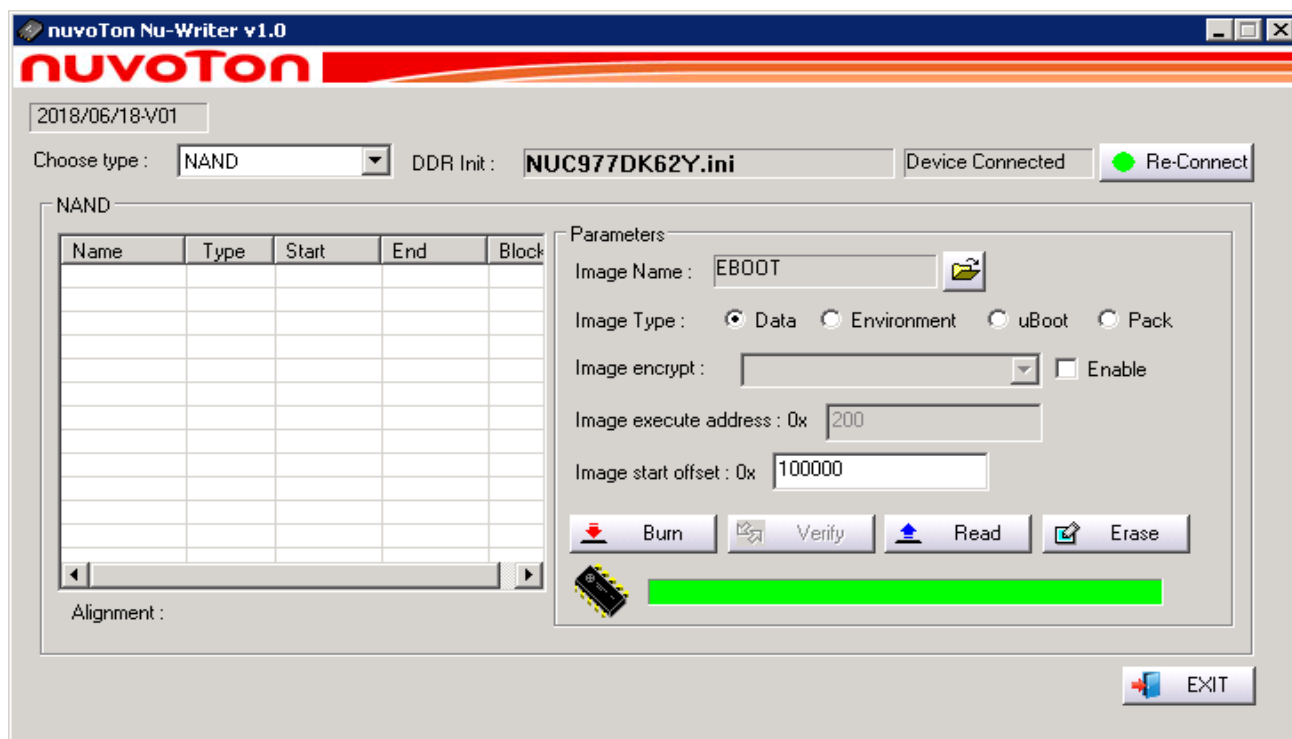 nuvoTon Nu-Writer v1.0
nuvoTon
2018/06/18-V01
Choose type : NAND DDR Init : NUC977DK62Y.ini Device Connected Re-Connect
NAND
Name Type Start End Block
Parameters
Image Name : EBOOT
Image Type : Data Environment uBoot Pack
Image encrypt : Enable
Image execute address : 0x 200
Image start offset : 0x 100000
Burn Verify Read Erase
Alignment :
EXIT